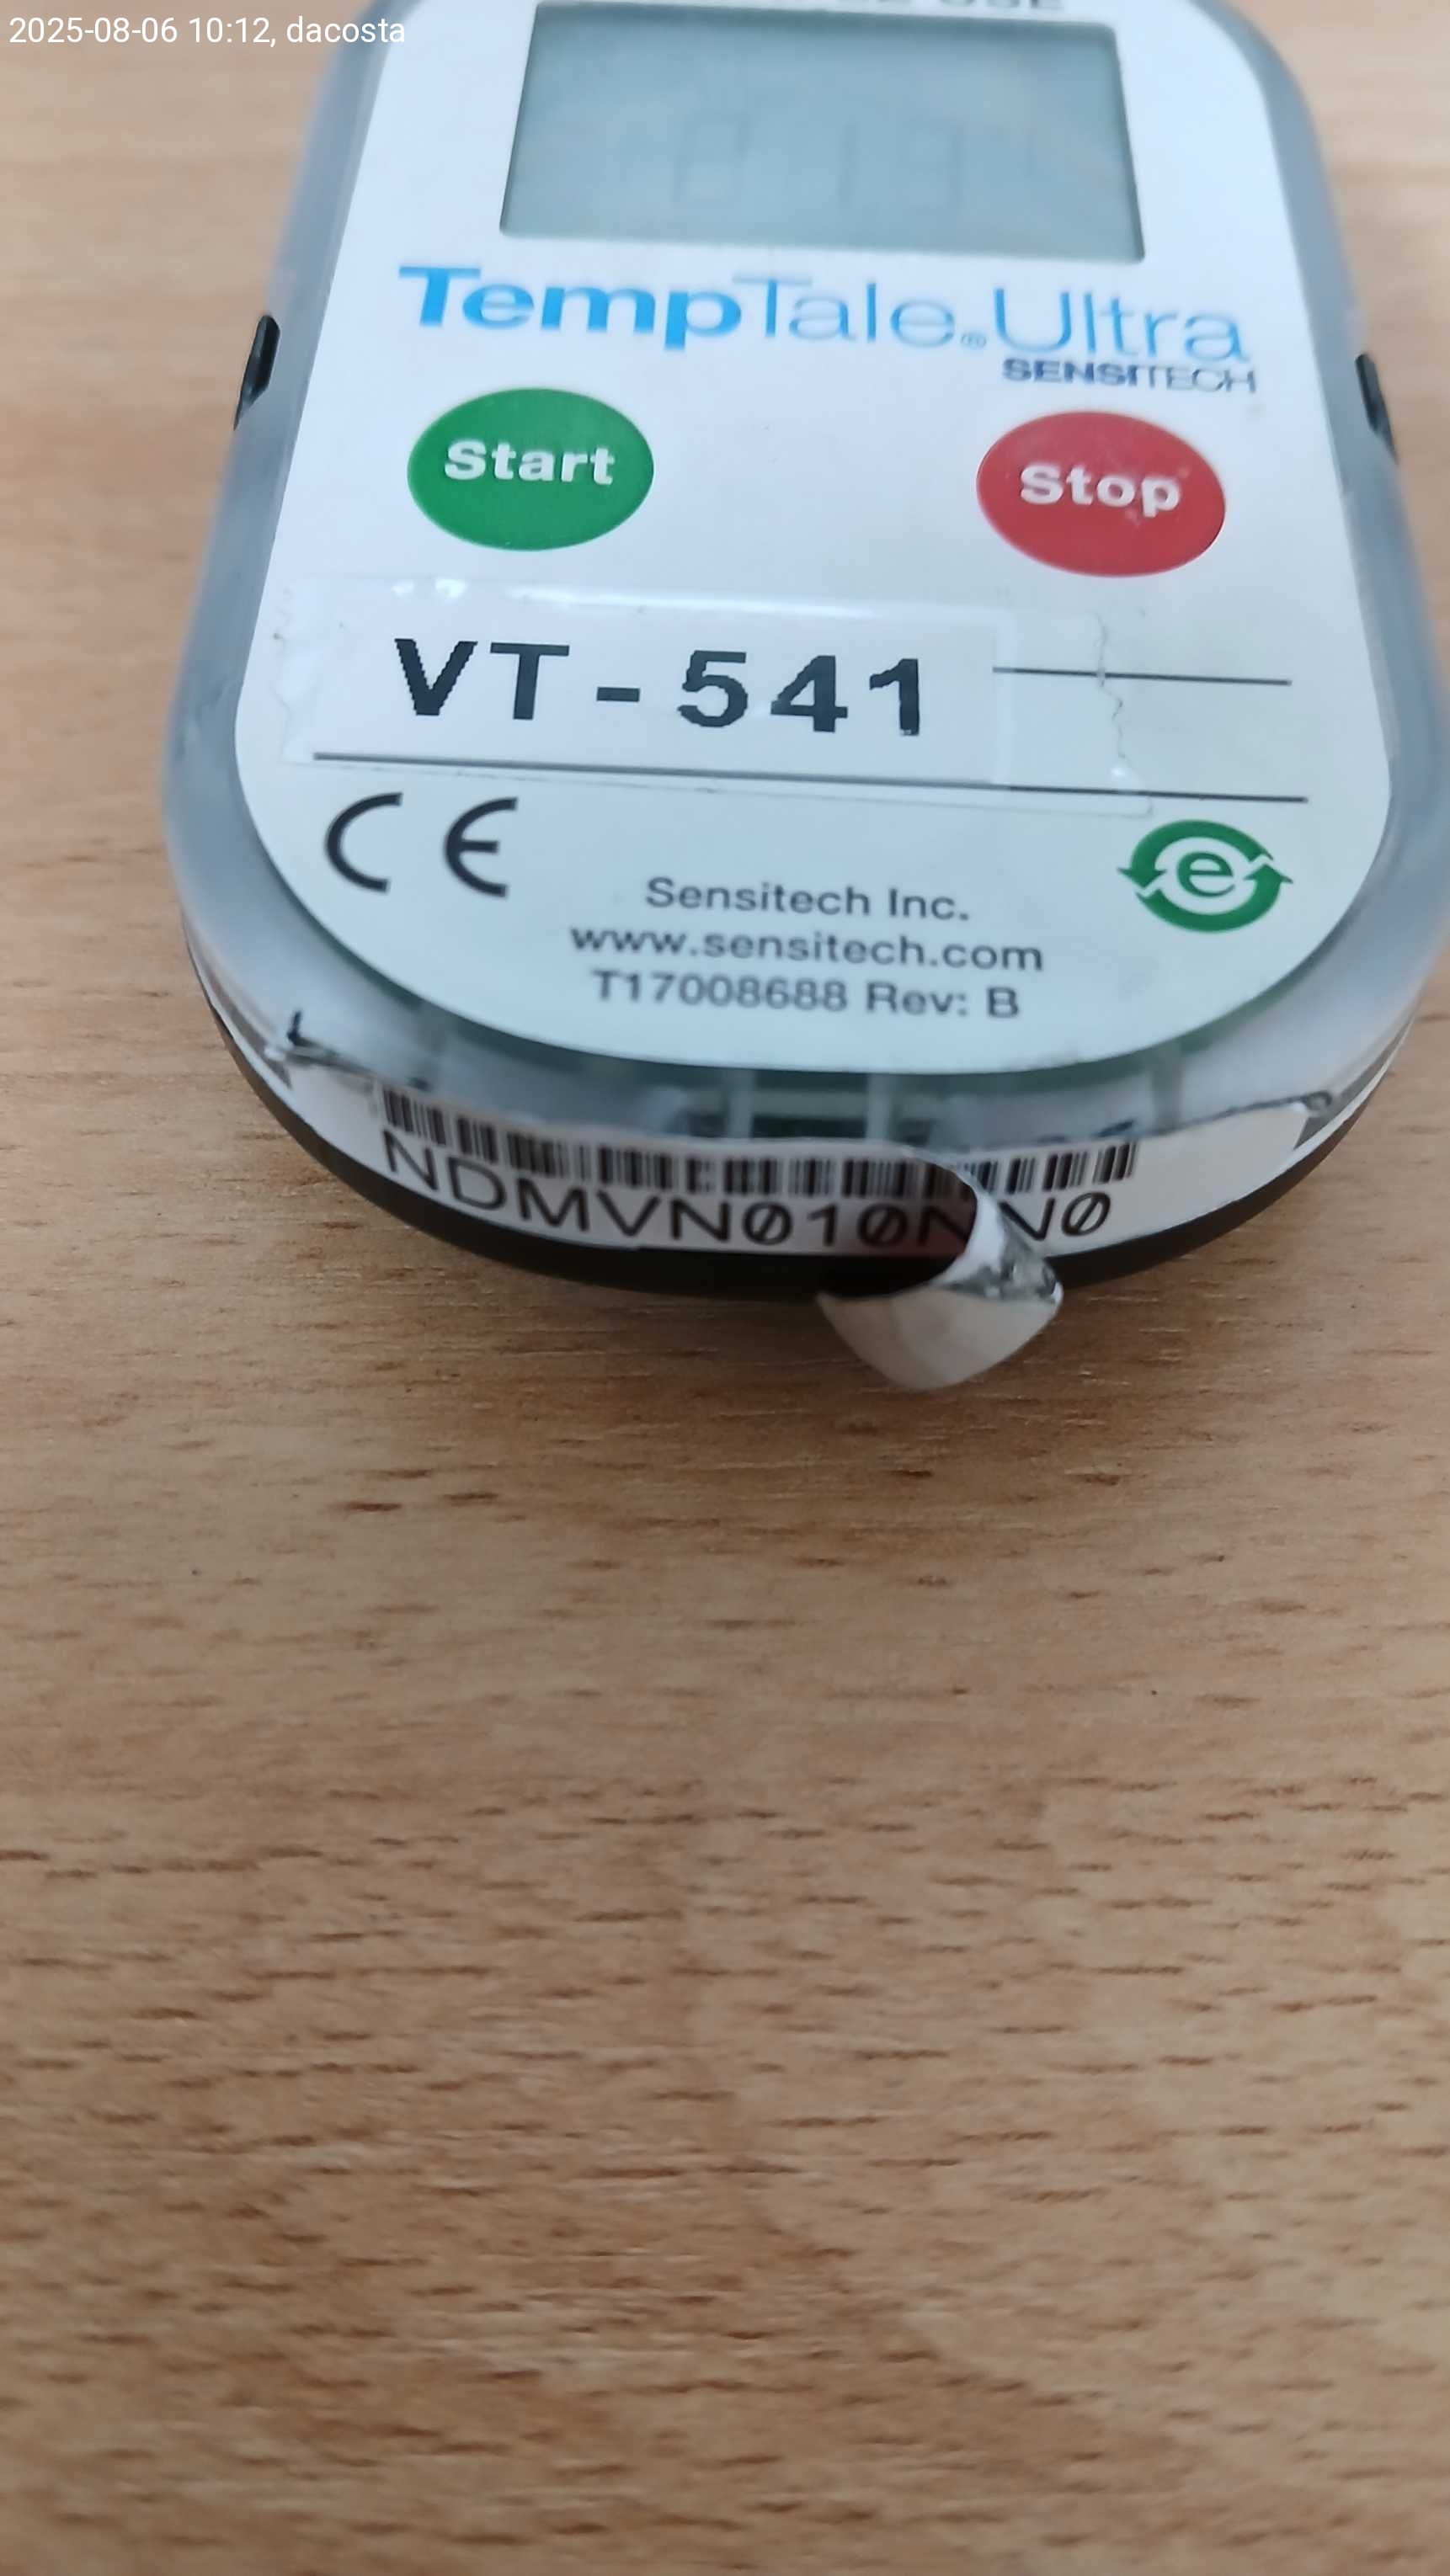 2025-08-06 10:12, dacosta
TempTale® Ultra
SENSITECH
Start
Stop
VT-541
CE
e
Sensitech Inc.
www.sensitech.com
T17008688 Rev: B